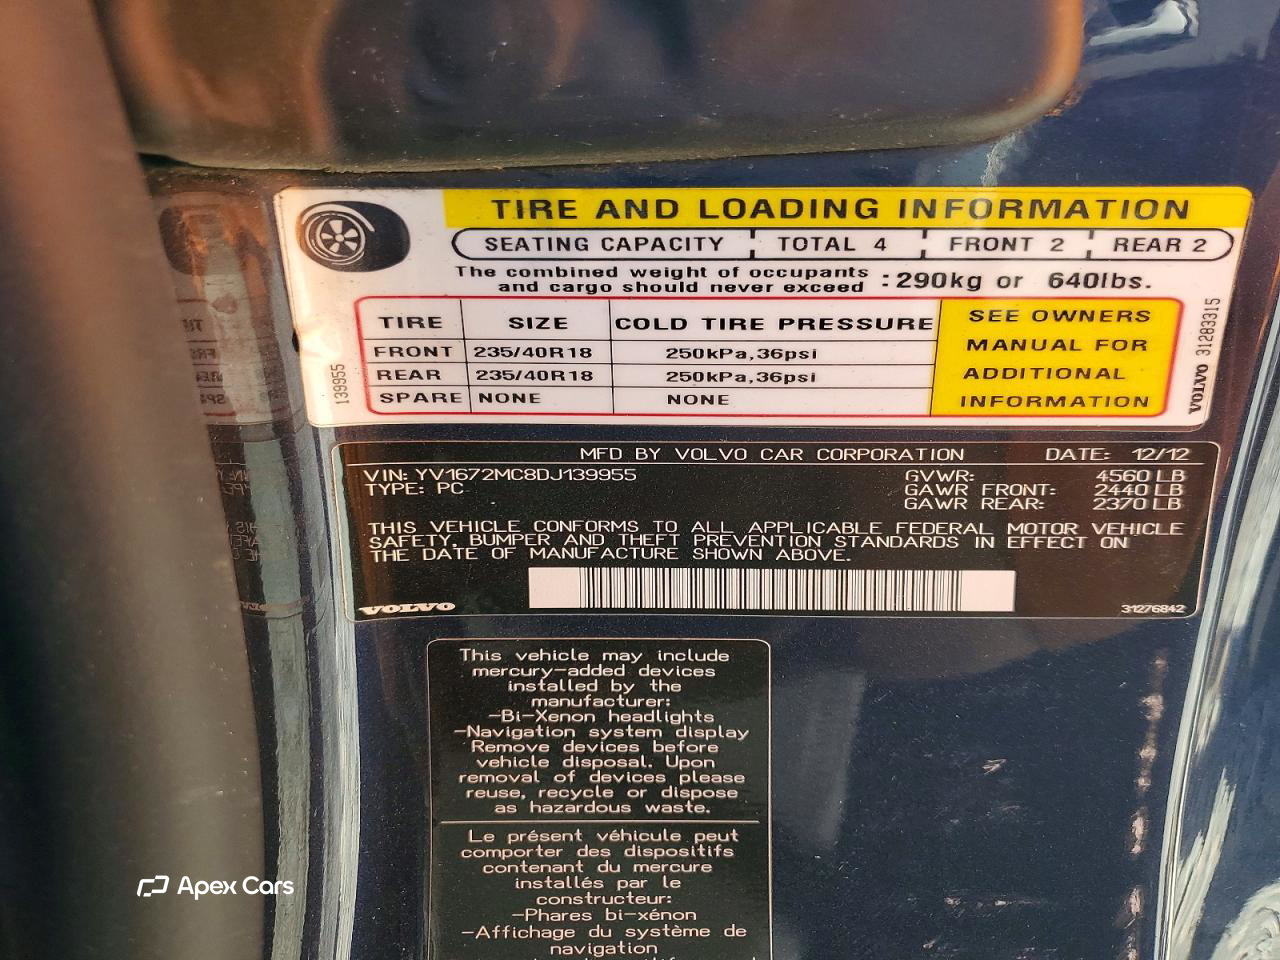 TIRE AND LOADING INFORMATION
SEATING CAPACITY TOTAL 4 FRONT 2 REAR 2
The combined weight of occupants
and cargo should never exceed : 290kg or 640lbs.
TIRE SIZE COLD TIRE PRESSURE
FRONT 235/40R18 250kPa,36psi
REAR 235/40R18 250kPa,36psi
SPARE NONE NONE
SEE OWNERS
MANUAL FOR
ADDITIONAL
INFORMATION
139955
VOLVO 31283315
MFD BY VOLVO CAR CORPORATION DATE: 12/12
VIN: YV1672MC8DJ139955 GVWR: 4560 LB
TYPE: PC GAWR FRONT: 2440 LB
GAWR REAR: 2370 LB
THIS VEHICLE CONFORMS TO ALL APPLICABLE FEDERAL MOTOR VEHICLE
SAFETY, BUMPER AND THEFT PREVENTION STANDARDS IN EFFECT ON
THE DATE OF MANUFACTURE SHOWN ABOVE.
VOLVO 31276842
This vehicle may include
mercury-added devices
installed by the
manufacturer:
-Bi-Xenon headlights
-Navigation system display
Remove devices before
vehicle disposal. Upon
removal of devices please
reuse, recycle or dispose
as hazardous waste.
Le présent véhicule peut
comporter des dispositifs
contenant du mercure
installés par le
constructeur:
-Phares bi-xénon
-Affichage du système de
navigation
Apex Cars